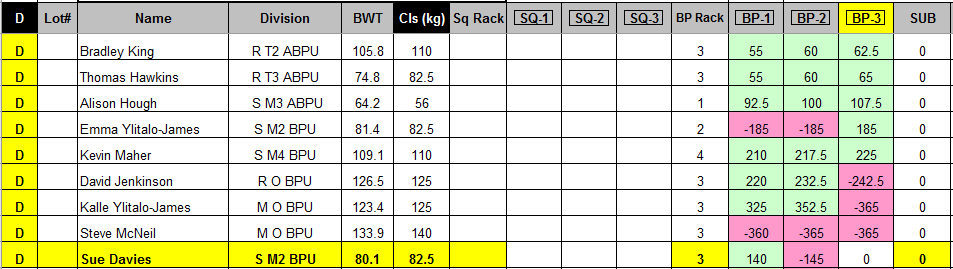 D Lot# Name Division BWT Cls (kg) Sq Rack SQ-1 SQ-2 SQ-3 BP Rack BP-1 BP-2 BP-3 SUB
D Bradley King R T2 ABPU 105.8 110 3 55 60 62.5 0
D Thomas Hawkins R T3 ABPU 74.8 82.5 3 55 60 65 0
D Alison Hough S M3 ABPU 64.2 56 1 92.5 100 107.5 0
D Emma Ylitalo-James S M2 BPU 81.4 82.5 2 -185 -185 185 0
D Kevin Maher S M4 BPU 109.1 110 4 210 217.5 225 0
D David Jenkinson R O BPU 126.5 125 3 220 232.5 -242.5 0
D Kalle Ylitalo-James M O BPU 123.4 125 3 325 352.5 -365 0
D Steve McNeil M O BPU 133.9 140 3 -360 -365 -365 0
D Sue Davies S M2 BPU 80.1 82.5 3 140 -145 0 0